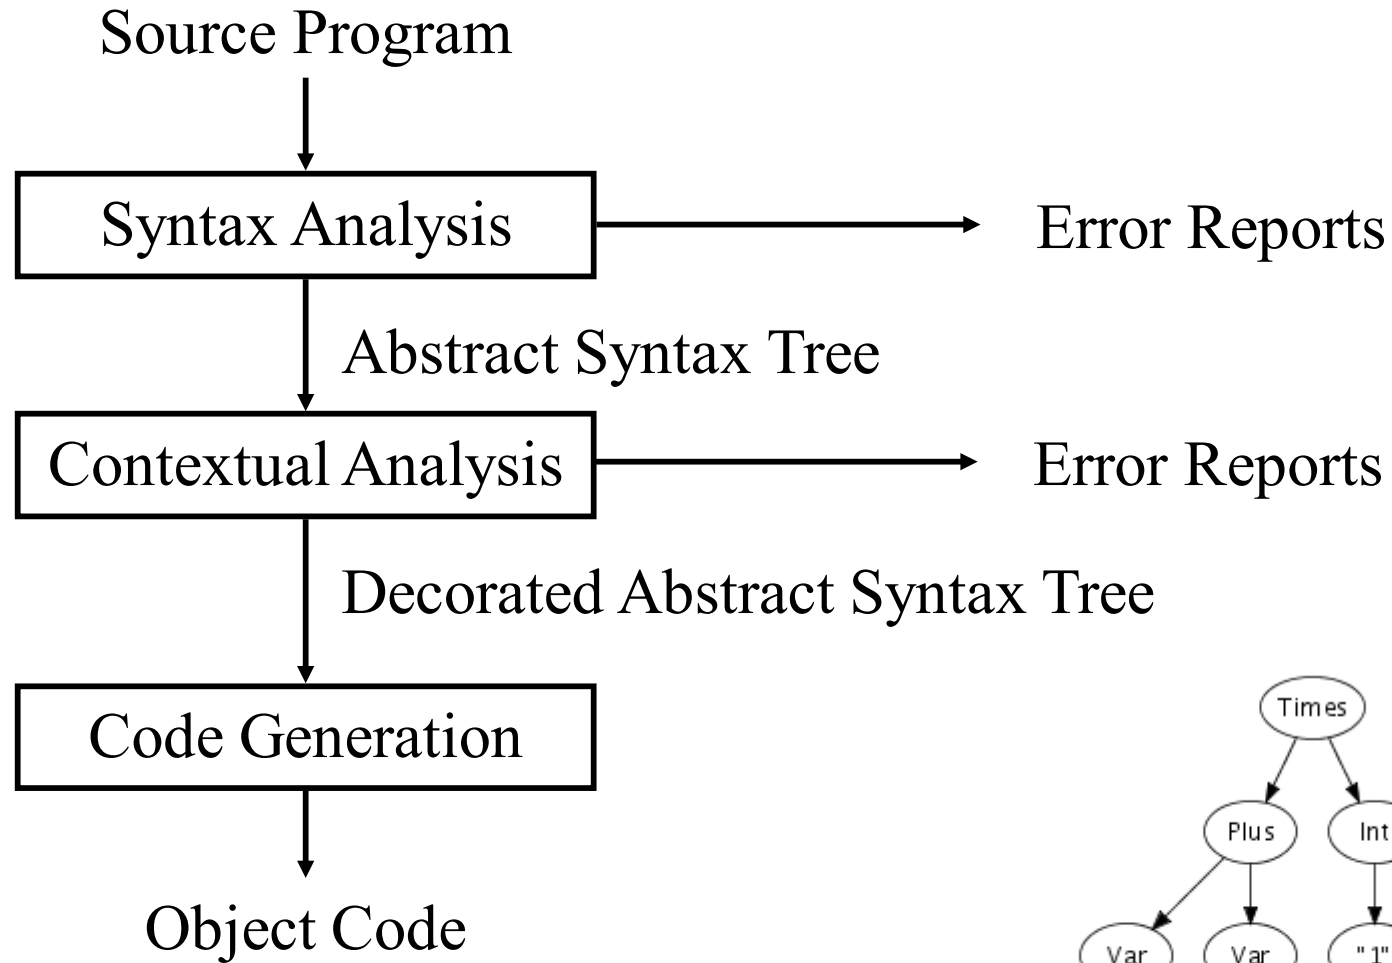 Source Program
Syntax Analysis
Error Reports
Abstract Syntax Tree
Contextual Analysis
Error Reports
Decorated Abstract Syntax Tree
Times
Code Generation
Plus
Int
Object Code
Var
Var
"1"